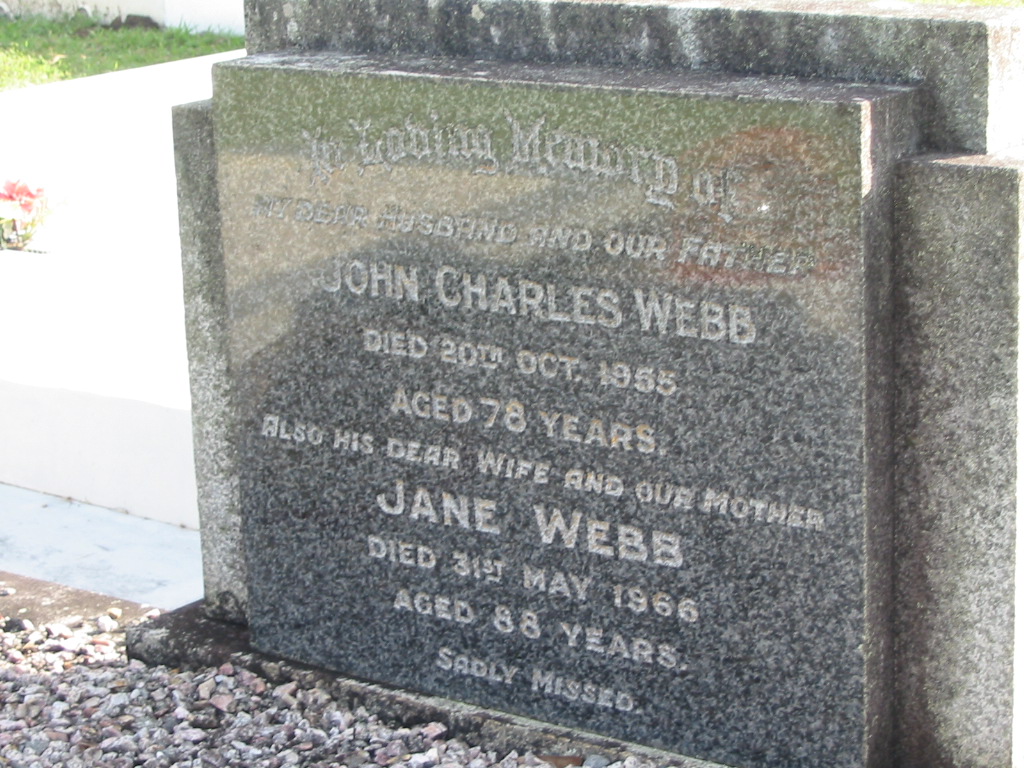 In Loving Memory of
MY DEAR HUSBAND AND OUR FATHER
JOHN CHARLES WEBB
DIED 20TH OCT. 1955
AGED 78 YEARS.
ALSO HIS DEAR WIFE AND OUR MOTHER
JANE WEBB
DIED 31ST MAY 1966
AGED 88 YEARS.
SADLY MISSED.